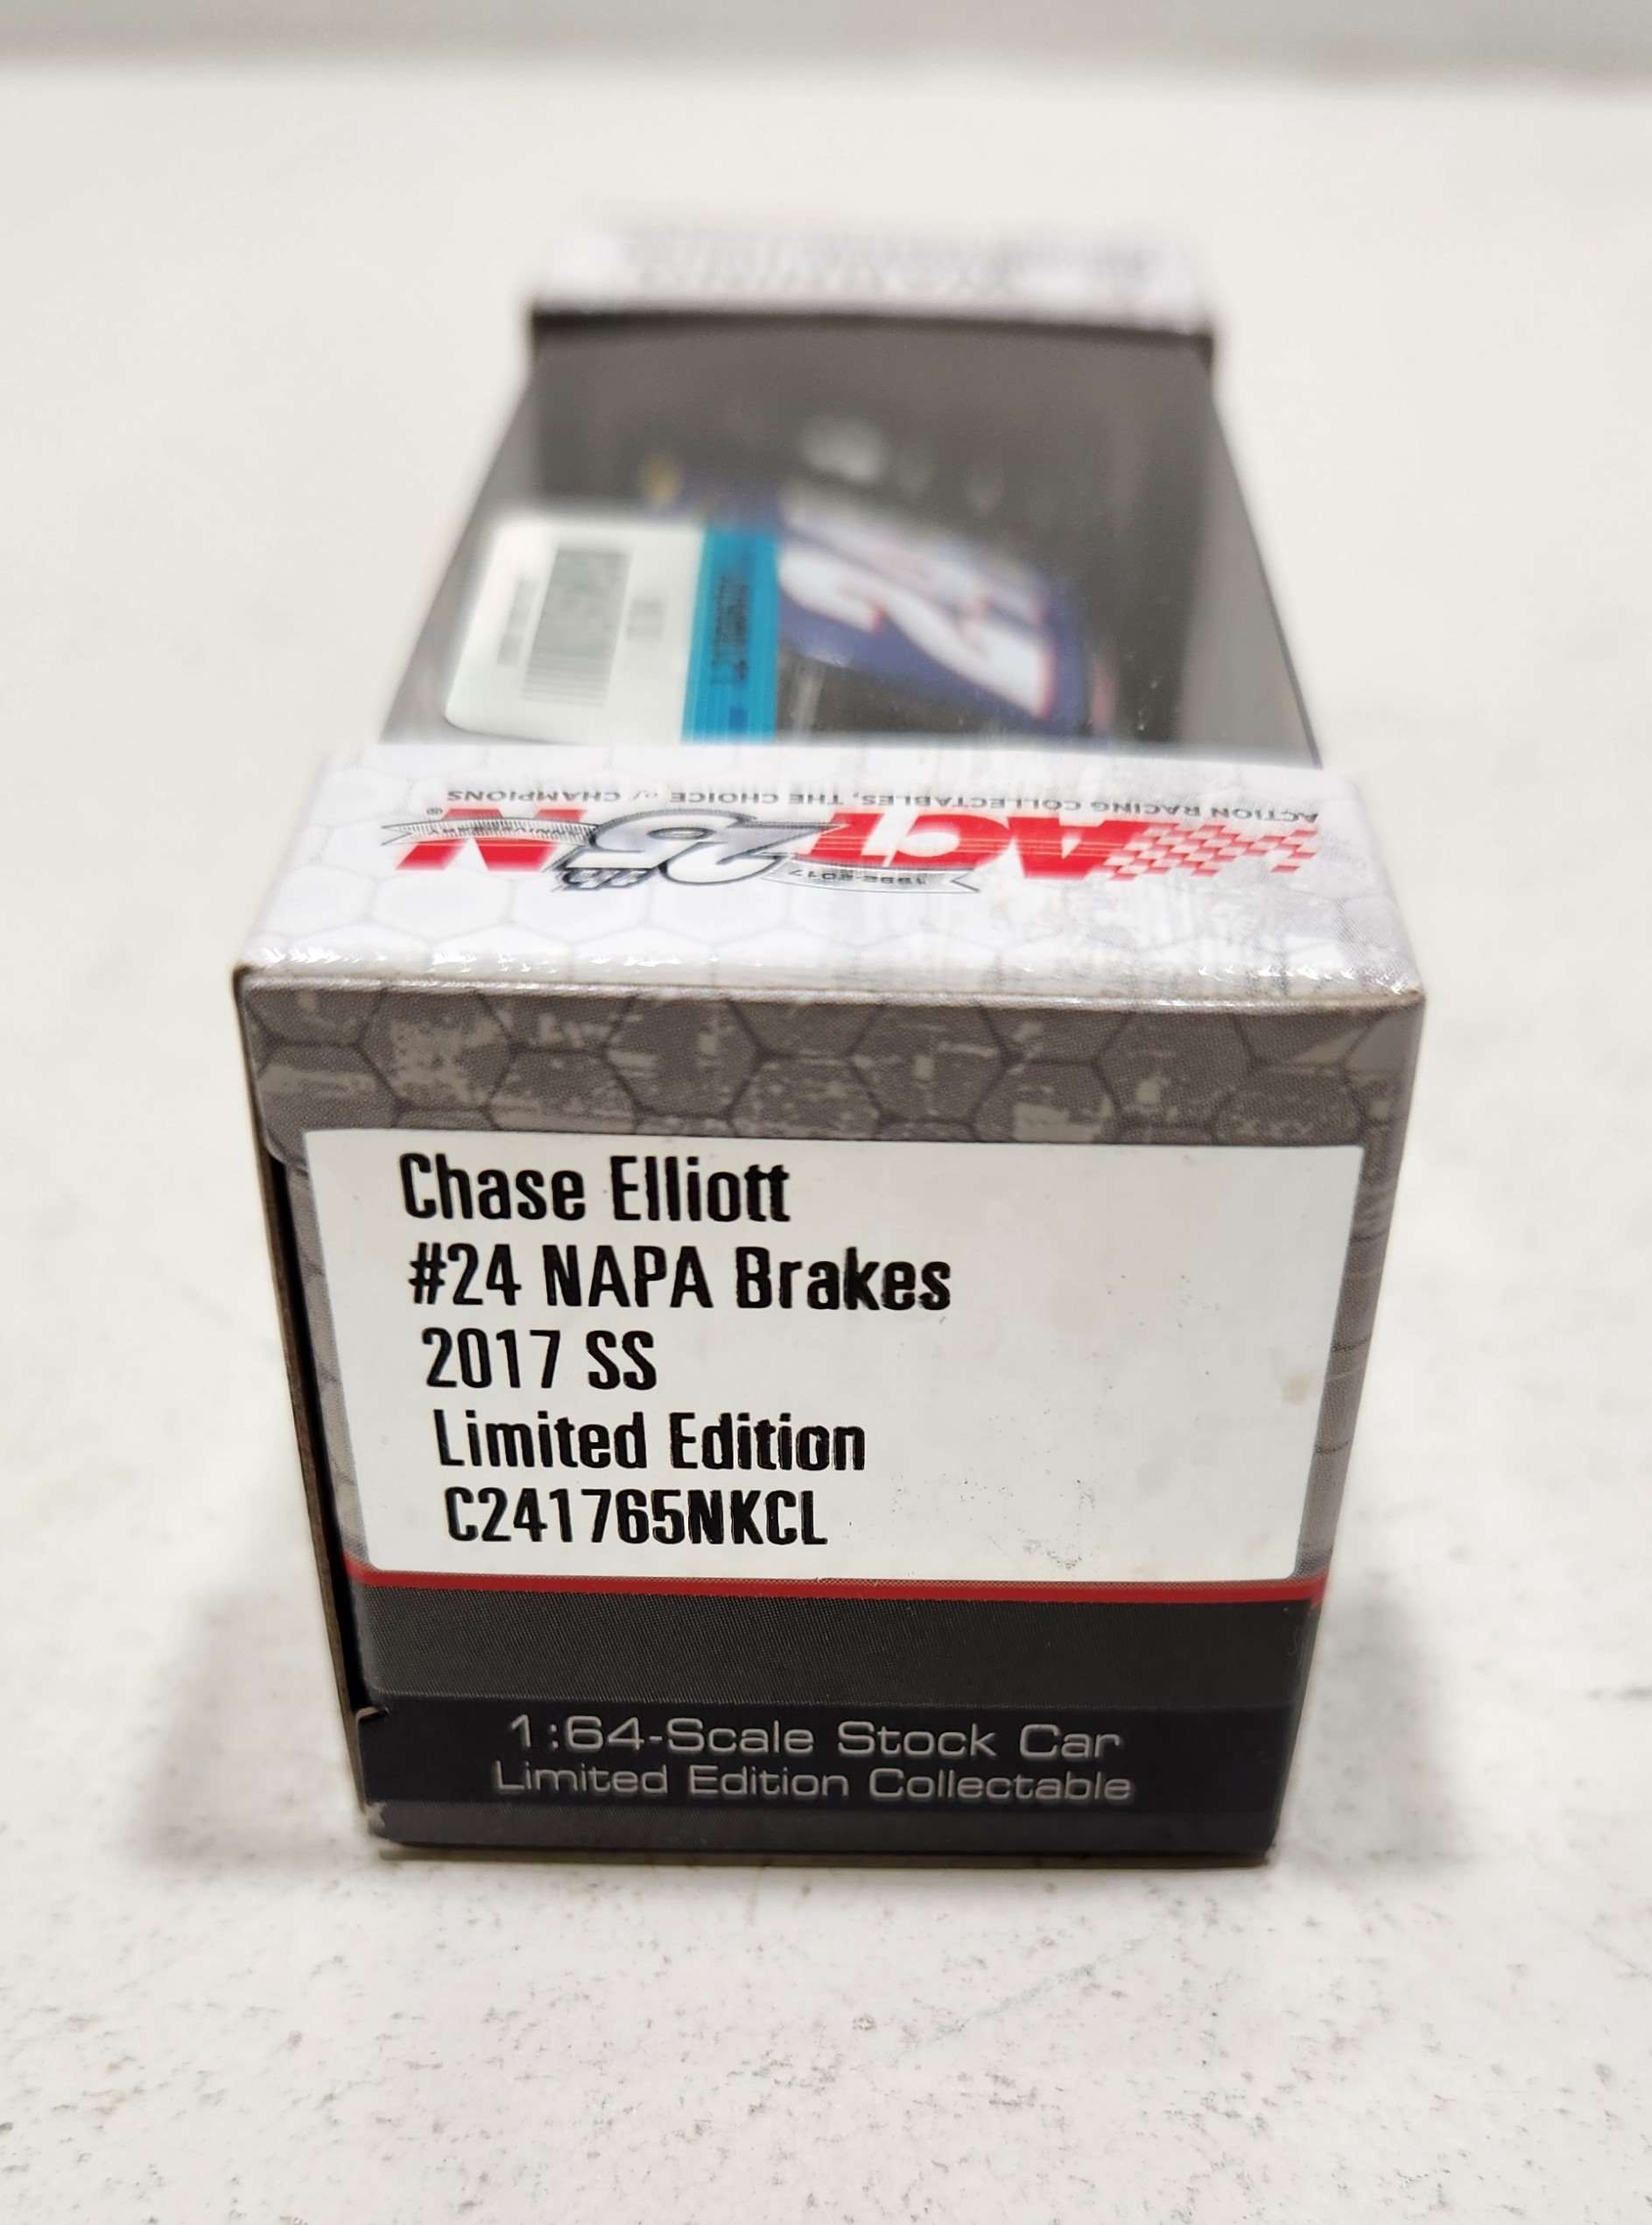 ACTION RACING COLLECTABLES, THE CHOICE OF CHAMPIONS
ACTION®
25th
1992-2017
Chase Elliott
#24 NAPA Brakes
2017 SS
Limited Edition
C241765NKCL
1:64-Scale Stock Car
Limited Edition Collectable